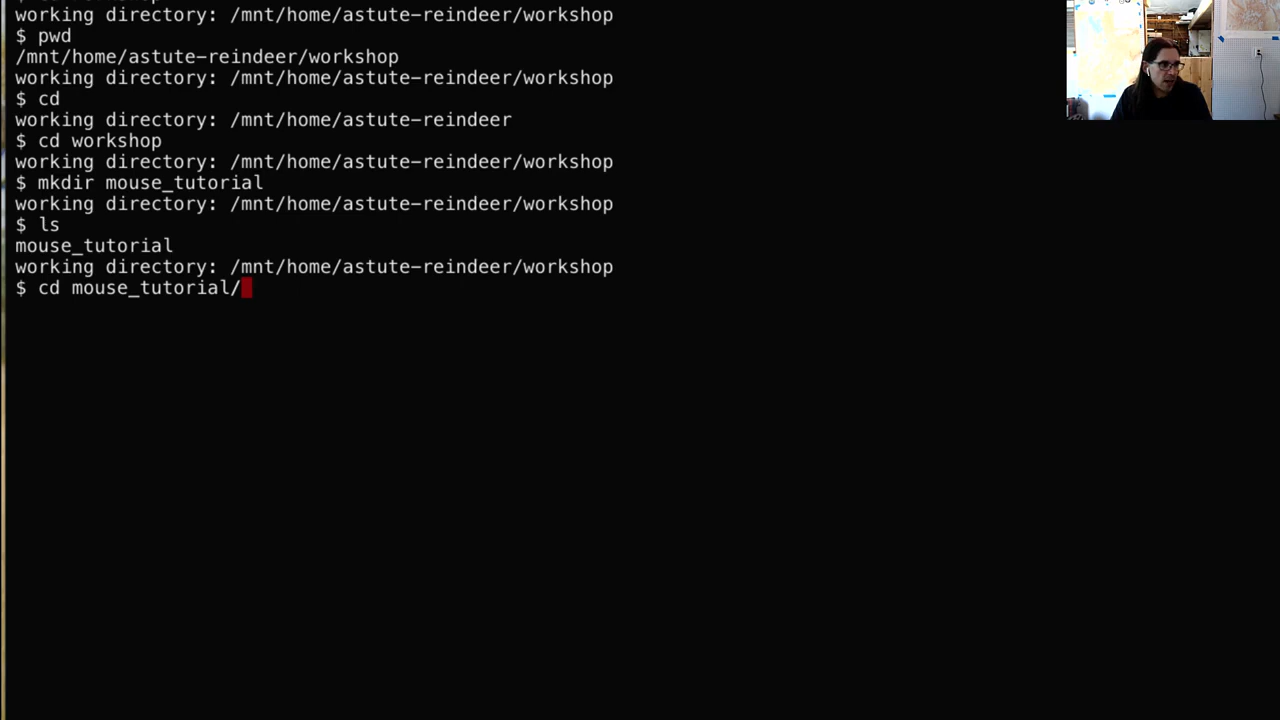 working directory: /mnt/home/astute-reindeer/workshop
$ pwd
/mnt/home/astute-reindeer/workshop
working directory: /mnt/home/astute-reindeer/workshop
$ cd
working directory: /mnt/home/astute-reindeer
$ cd workshop
working directory: /mnt/home/astute-reindeer/workshop
$ mkdir mouse_tutorial
working directory: /mnt/home/astute-reindeer/workshop
$ ls
mouse_tutorial
working directory: /mnt/home/astute-reindeer/workshop
$ cd mouse_tutorial/